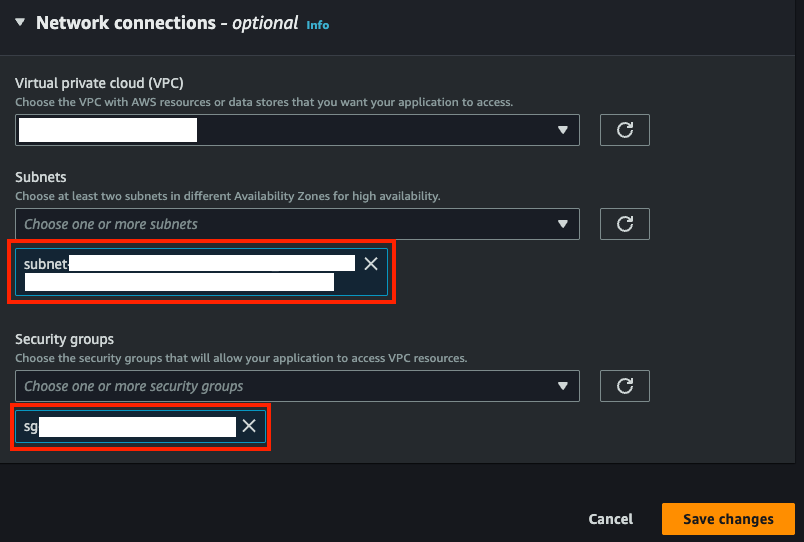 Network connections - optional Info
Virtual private cloud (VPC)
Choose the VPC with AWS resources or data stores that you want your application to access.
Subnets
Choose at least two subnets in different Availability Zones for high availability.
Choose one or more subnets
subnet-
Security groups
Choose the security groups that will allow your application to access VPC resources.
Choose one or more security groups
sg
Cancel Save changes